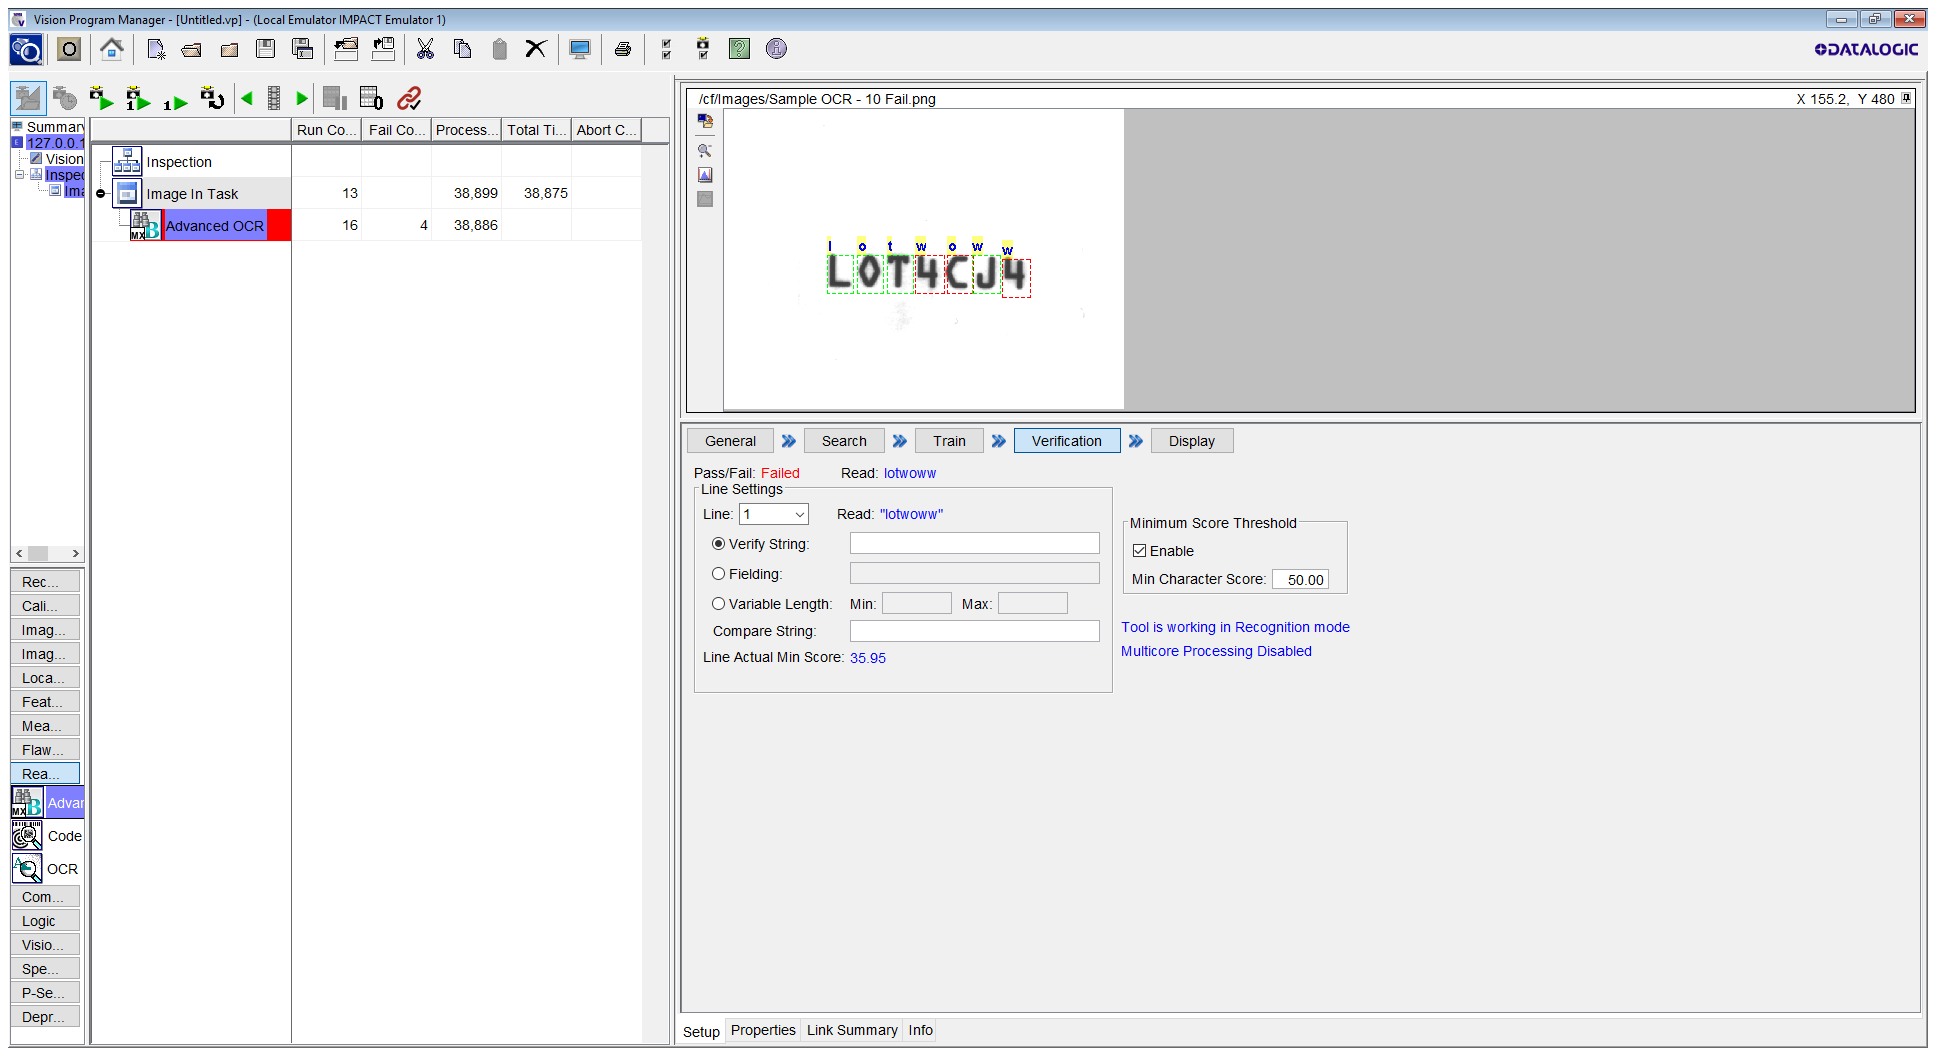 Vision Program Manager - [Untitled.vp] - (Local Emulator IMPACT Emulator 1)
DATALOGIC
Summary
127.0.0.1
Vision
Inspec
Ima
Run Co... Fail Co... Process... Total Ti... Abort C...
Inspection
Image In Task 13 38,899 38,875
MX B Advanced OCR 16 4 38,886
/cf/Images/Sample OCR - 10 Fail.png X 155.2, Y 480
l o t w o w w
LOT4CJ4
General Search Train Verification Display
Pass/Fail: Failed Read: lotwoww
Line Settings
Line: 1 Read: "lotwoww"
Verify String:
Fielding:
Variable Length: Min: Max:
Compare String:
Line Actual Min Score: 35.95
Minimum Score Threshold
Enable
Min Character Score: 50.00
Tool is working in Recognition mode
Multicore Processing Disabled
Rec...
Cali...
Imag...
Imag...
Loca...
Feat...
Mea...
Flaw...
Rea...
MX B Advan
Code
OCR
Com...
Logic
Visio...
Spe...
P-Se...
Depr...
Setup Properties Link Summary Info